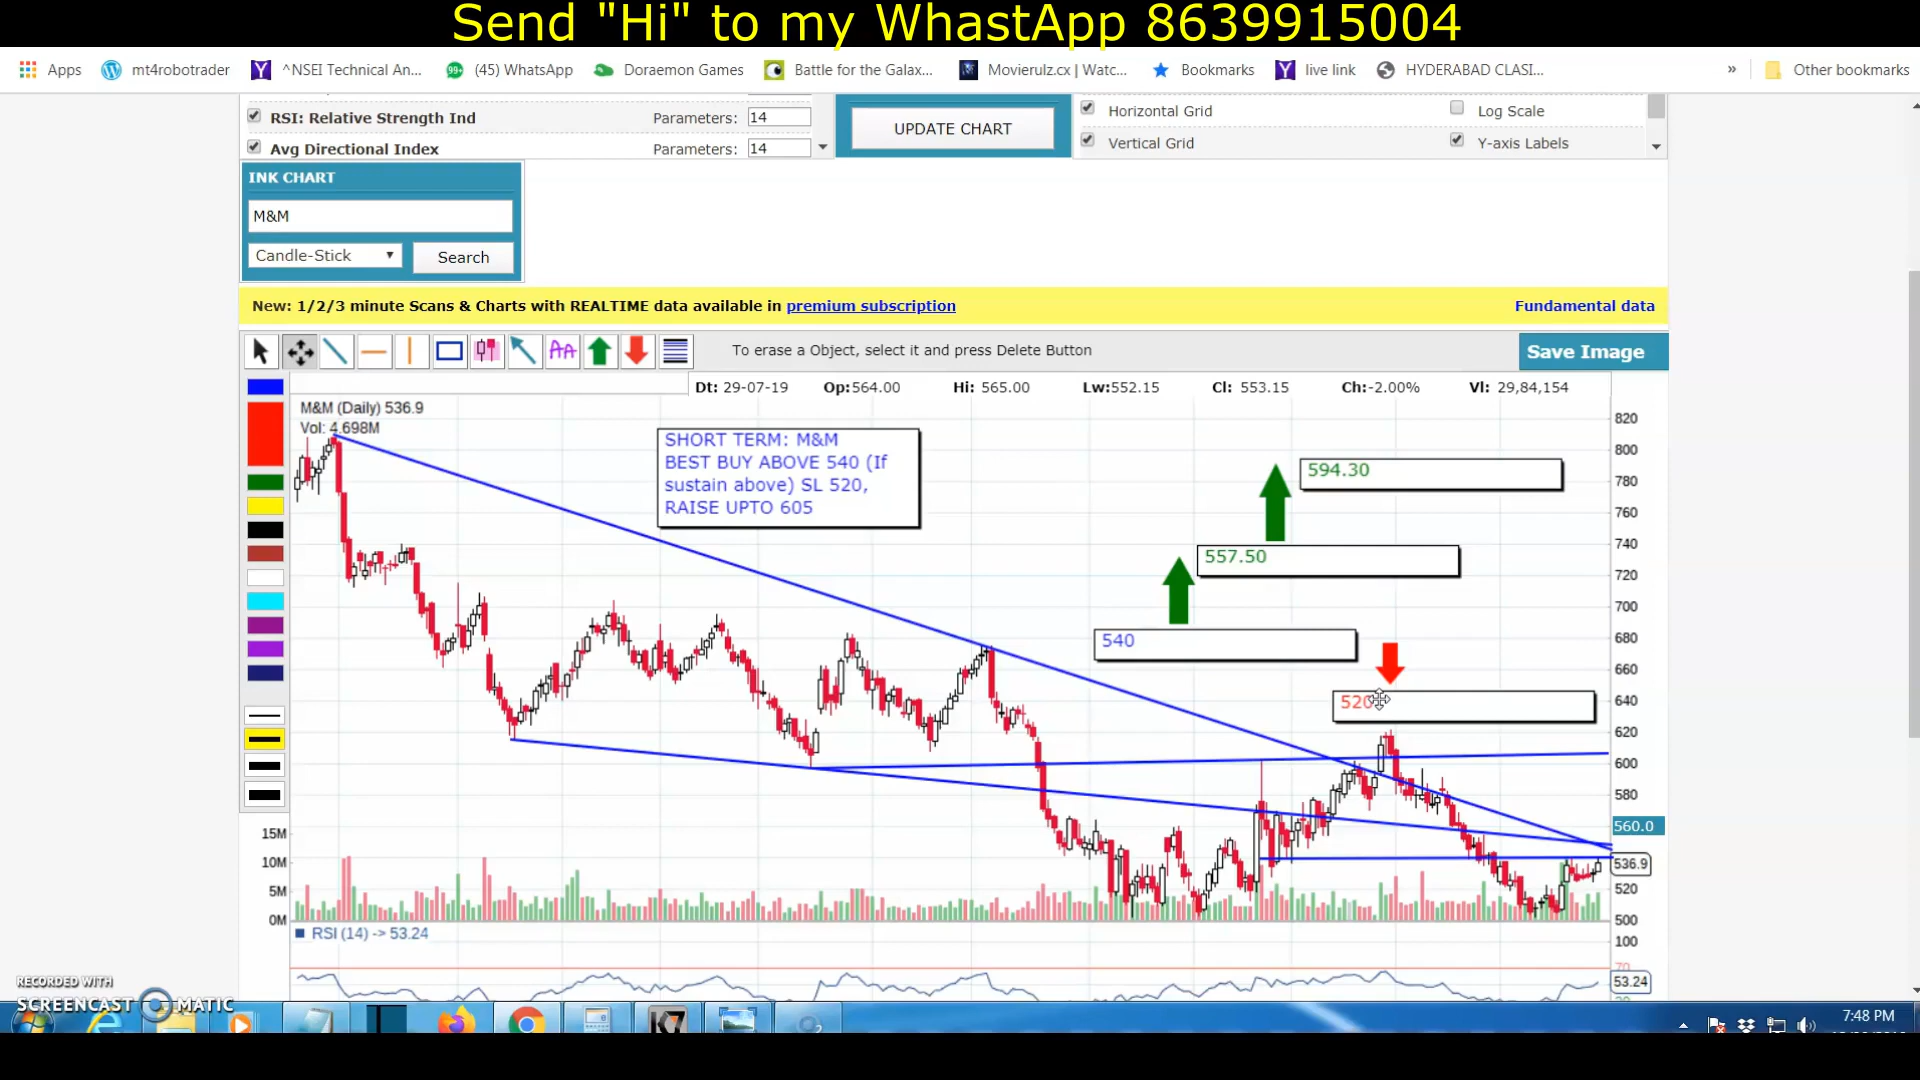 Send "Hi" to my WhastApp 8639915004
Apps
mt4robotrader
^NSEI Technical An...
(45) WhatsApp
Doraemon Games
Battle for the Galax...
Movierulz.cx | Watc...
Bookmarks
live link
HYDERABAD CLASI...
»
Other bookmarks
RSI: Relative Strength Ind
Parameters: 14
Avg Directional Index
Parameters: 14
UPDATE CHART
Horizontal Grid
Log Scale
Vertical Grid
Y-axis Labels
INK CHART
M&M
Candle-Stick
Search
New: 1/2/3 minute Scans & Charts with REALTIME data available in premium subscription
Fundamental data
To erase a Object, select it and press Delete Button
Save Image
Dt: 29-07-19 Op:564.00 Hi: 565.00 Lw:552.15 Cl: 553.15 Ch:-2.00% Vl: 29,84,154
M&M (Daily) 536.9
Vol: 4.698M
SHORT TERM: M&M
BEST BUY ABOVE 540 (If
sustain above) SL 520,
RAISE UPTO 605
594.30
557.50
540
520
820
800
780
760
740
720
700
680
660
640
620
600
580
560.0
536.9
520
500
15M
10M
5M
0M
RSI (14) -> 53.24
100
70
53.24
RECORDED WITH
SCREENCAST MATIC
7:48 PM